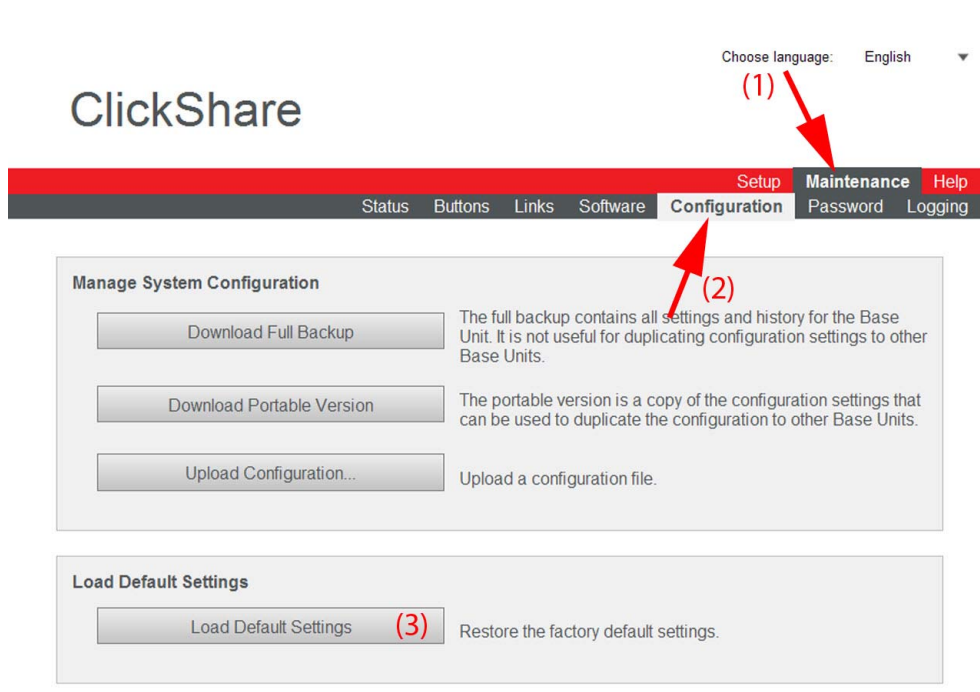 Choose language: English
(1)
ClickShare
Setup Maintenance Help
Status Buttons Links Software Configuration Password Logging
(2)
Manage System Configuration
Download Full Backup
The full backup contains all settings and history for the Base
Unit. It is not useful for duplicating configuration settings to other
Base Units.
Download Portable Version
The portable version is a copy of the configuration settings that
can be used to duplicate the configuration to other Base Units.
Upload Configuration...
Upload a configuration file.
Load Default Settings
Load Default Settings (3)
Restore the factory default settings.